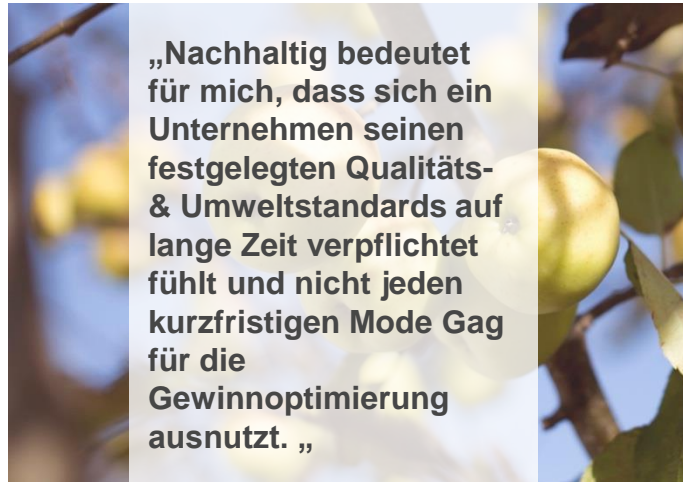 „Nachhaltig bedeutet
für mich, dass sich ein
Unternehmen seinen
festgelegten Qualitäts-
& Umweltstandards auf
lange Zeit verpflichtet
fühlt und nicht jeden
kurzfristigen Mode Gag
für die
Gewinnoptimierung
ausnutzt. „